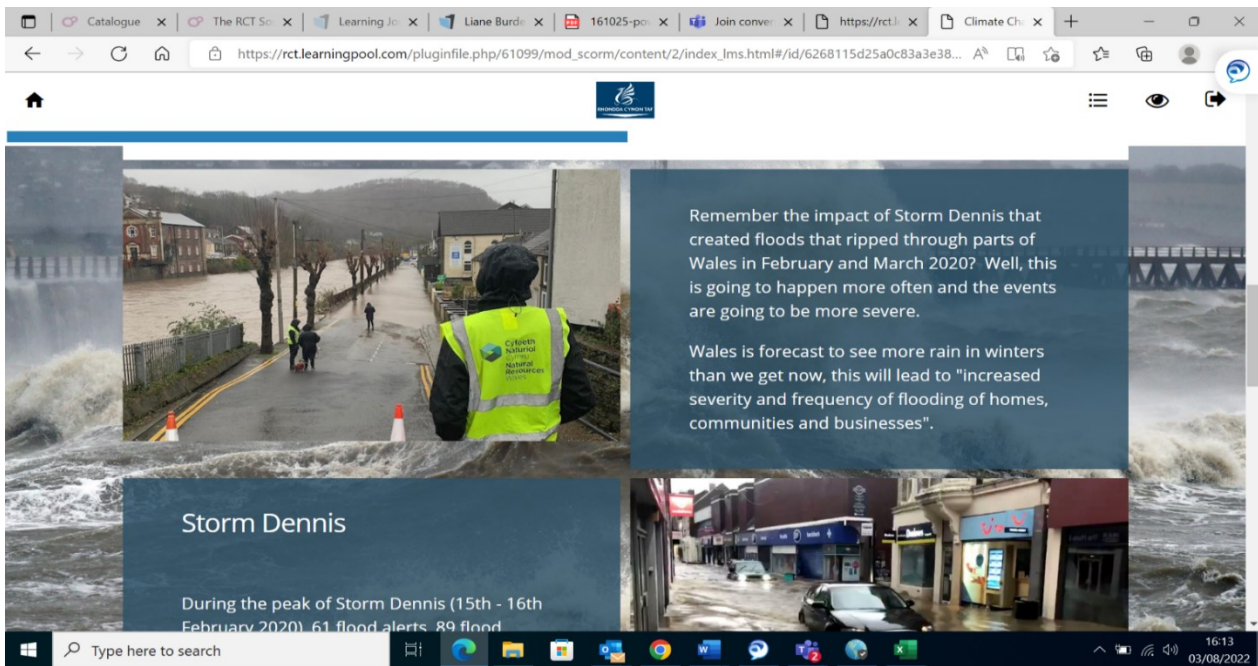 Catalogue
The RCT So
Learning Jo
Liane Burde
161025-po
Join conver
https://rct.l
Climate Ch
https://rct.learningpool.com/pluginfile.php/61099/mod_scorm/content/2/index_lms.html#/id/6268115d25a0c83a3e38...
RHONDDA CYNON TAF
Cyfoeth
Naturiol
Cymru
Natural
Resources
Wales
Remember the impact of Storm Dennis that
created floods that ripped through parts of
Wales in February and March 2020? Well, this
is going to happen more often and the events
are going to be more severe.
Wales is forecast to see more rain in winters
than we get now, this will lead to "increased
severity and frequency of flooding of homes,
communities and businesses".
Storm Dennis
During the peak of Storm Dennis (15th - 16th
February 2020), 61 flood alerts, 89 flood
TUI
Type here to search
16:13
03/08/2022